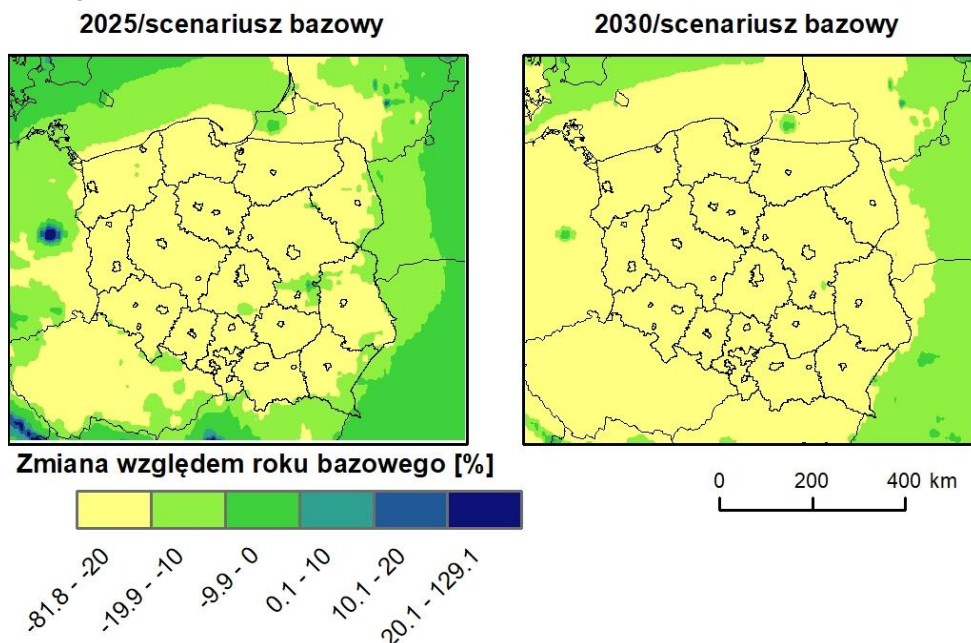 2025/scenariusz bazowy
2030/scenariusz bazowy
Zmiana względem roku bazowego [%]
0 200 400 km
-81.8 - -20
-19.9 - -10
-9.9 - 0
0.1 - 10
10.1 - 20
20.1 - 129.1